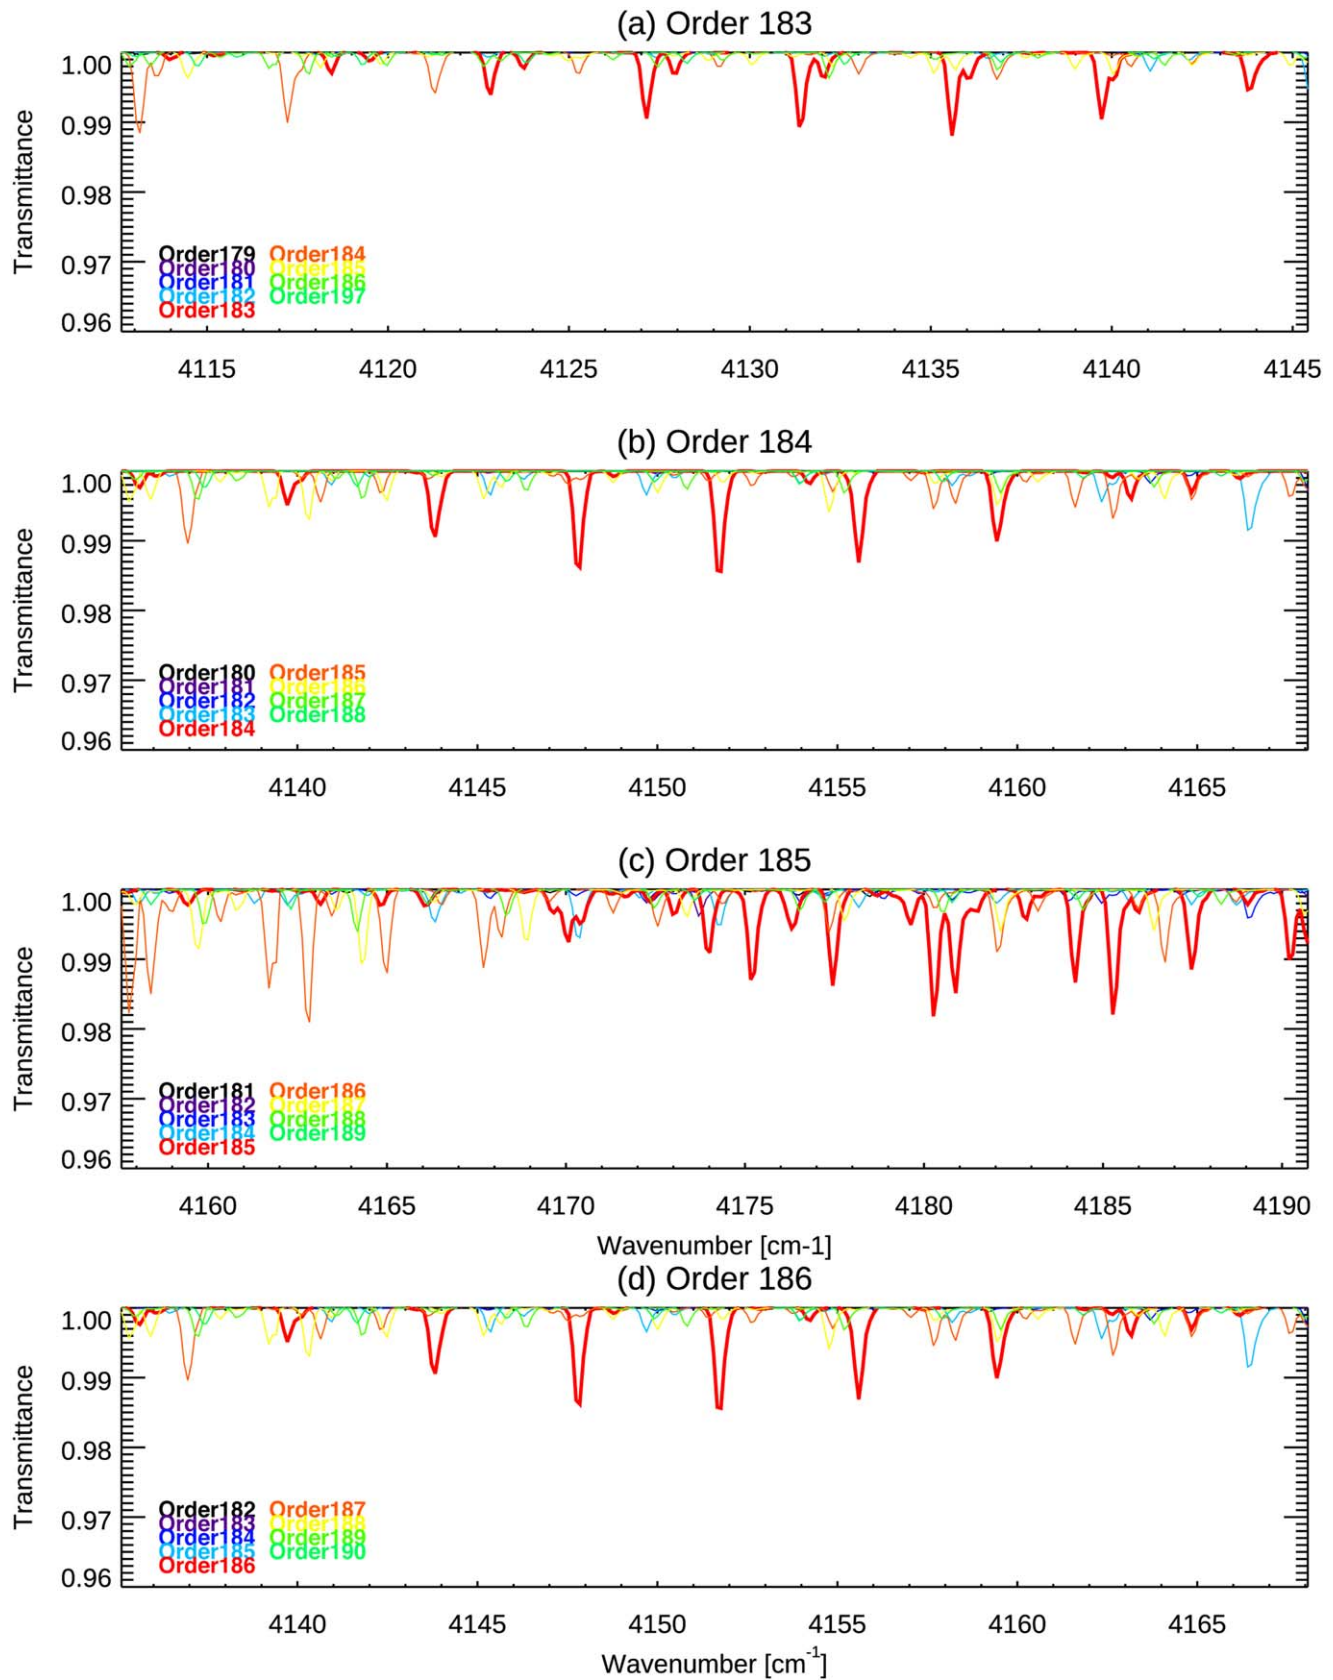 (a) Order 183
Transmittance
1.00
0.99
0.98
0.97
0.96
Order179 Order184
Order180 Order185
Order181 Order186
Order182 Order197
Order183
4115 4120 4125 4130 4135 4140 4145
(b) Order 184
Transmittance
1.00
0.99
0.98
0.97
0.96
Order180 Order185
Order181 Order186
Order182 Order187
Order183 Order188
Order184
4140 4145 4150 4155 4160 4165
(c) Order 185
Transmittance
1.00
0.99
0.98
0.97
0.96
Order181 Order186
Order182 Order187
Order183 Order188
Order184 Order189
Order185
4160 4165 4170 4175 4180 4185 4190
Wavenumber [cm-1]
(d) Order 186
Transmittance
1.00
0.99
0.98
0.97
0.96
Order182 Order187
Order183 Order188
Order184 Order189
Order185 Order190
Order186
4140 4145 4150 4155 4160 4165
Wavenumber [cm⁻¹]